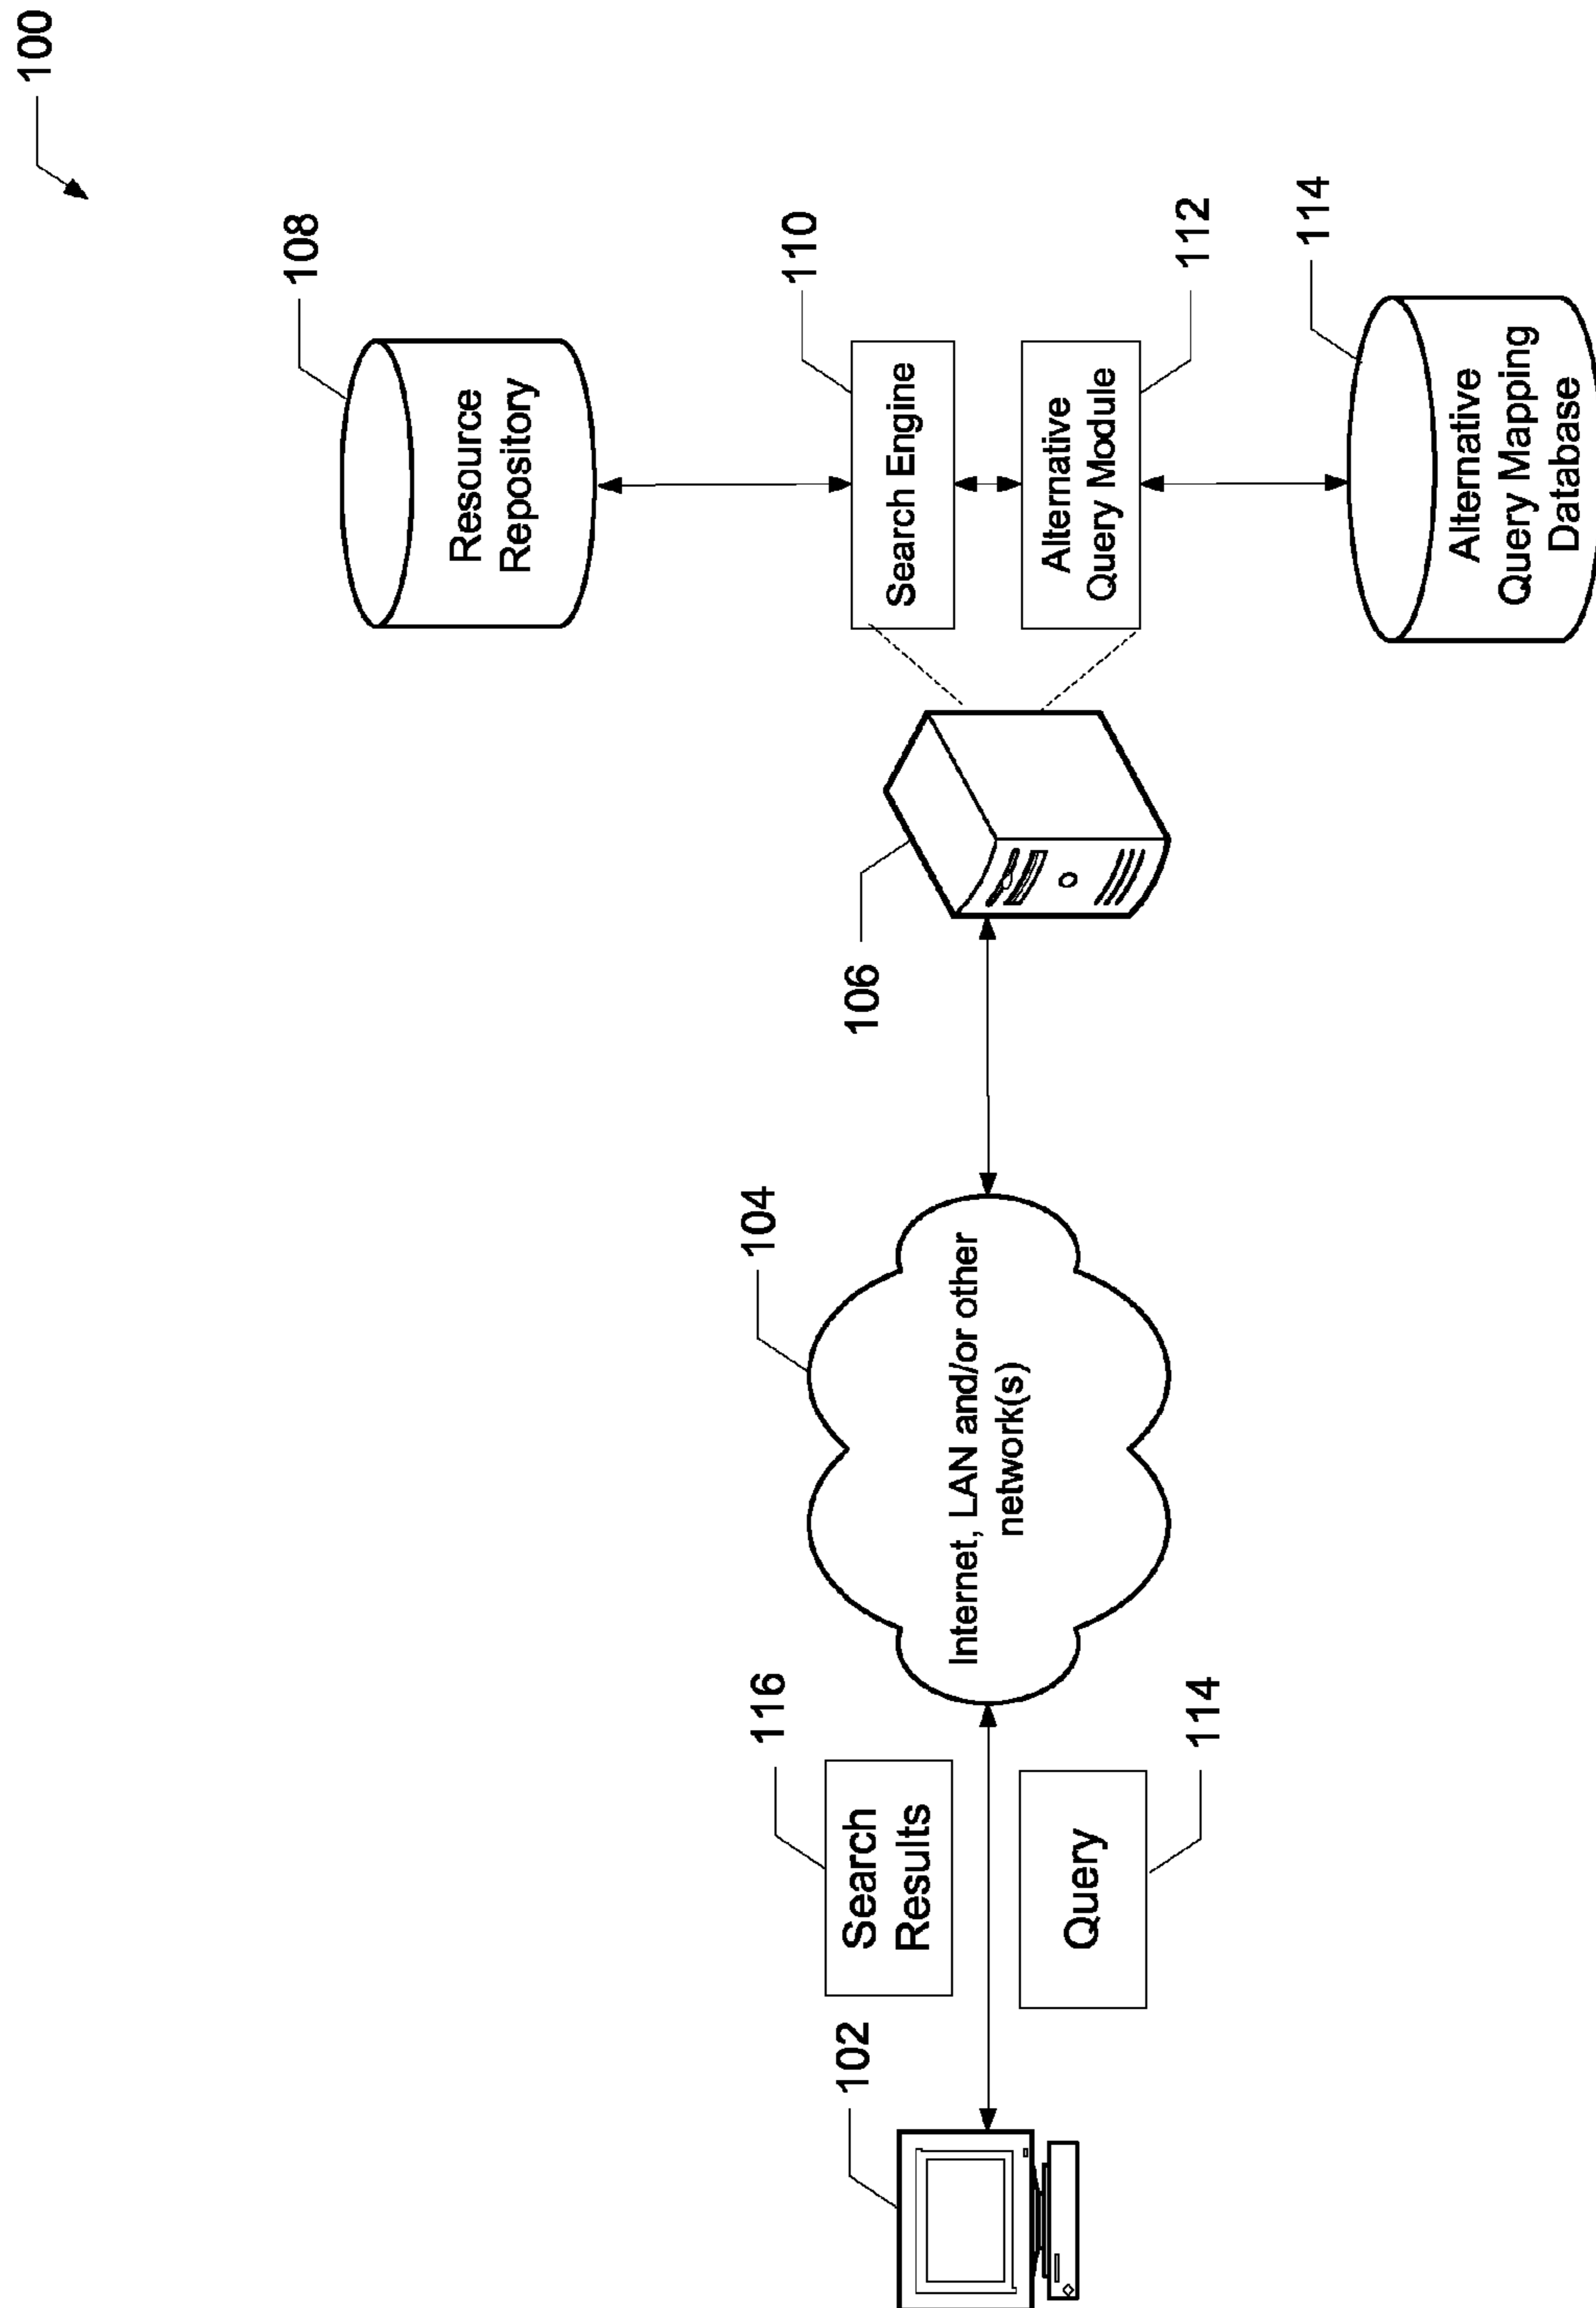 100
108
Resource
Repository
110
Search Engine
112
Alternative
Query Module
114
Alternative
Query Mapping
Database
106
104
Internet, LAN and/or other
network(s)
116
Search
Results
Query
114
102